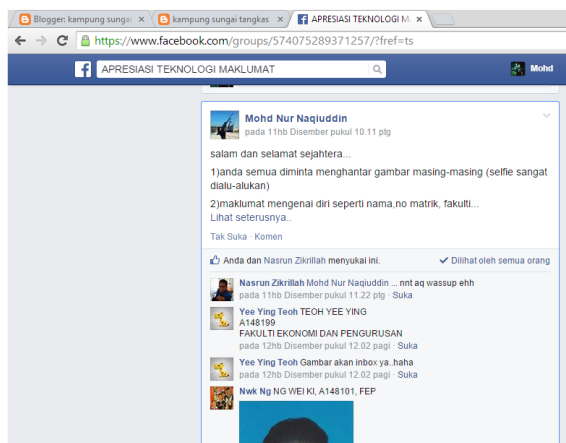 Blogger: kampung sungai
kampung sungai tangkas
APRESIASI TEKNOLOGI M
https://www.facebook.com/groups/574075289371257/?fref=ts
APRESIASI TEKNOLOGI MAKLUMAT
Mohd
Mohd Nur Naqiuddin
pada 11hb Disember pukul 10.11 ptg
salam dan selamat sejahtera...
1)anda semua diminta menghantar gambar masing-masing (selfie sangat
dialu-alukan)
2)maklumat mengenai diri seperti nama,no matrik, fakulti...
Lihat seterusnya..
Tak Suka · Komen
Anda dan Nasrun Zikrillah menyukai ini.
Dilihat oleh semua orang
Nasrun Zikrillah Mohd Nur Naqiuddin ... nnt aq wassup ehh
pada 11hb Disember pukul 11.22 ptg · Suka
Yee Ying Teoh TEOH YEE YING
A148199
FAKULTI EKONOMI DAN PENGURUSAN
pada 12hb Disember pukul 12.02 pagi · Suka
Yee Ying Teoh Gambar akan inbox ya..haha
pada 12hb Disember pukul 12.02 pagi · Suka
Nwk Ng NG WEI KI, A148101, FEP